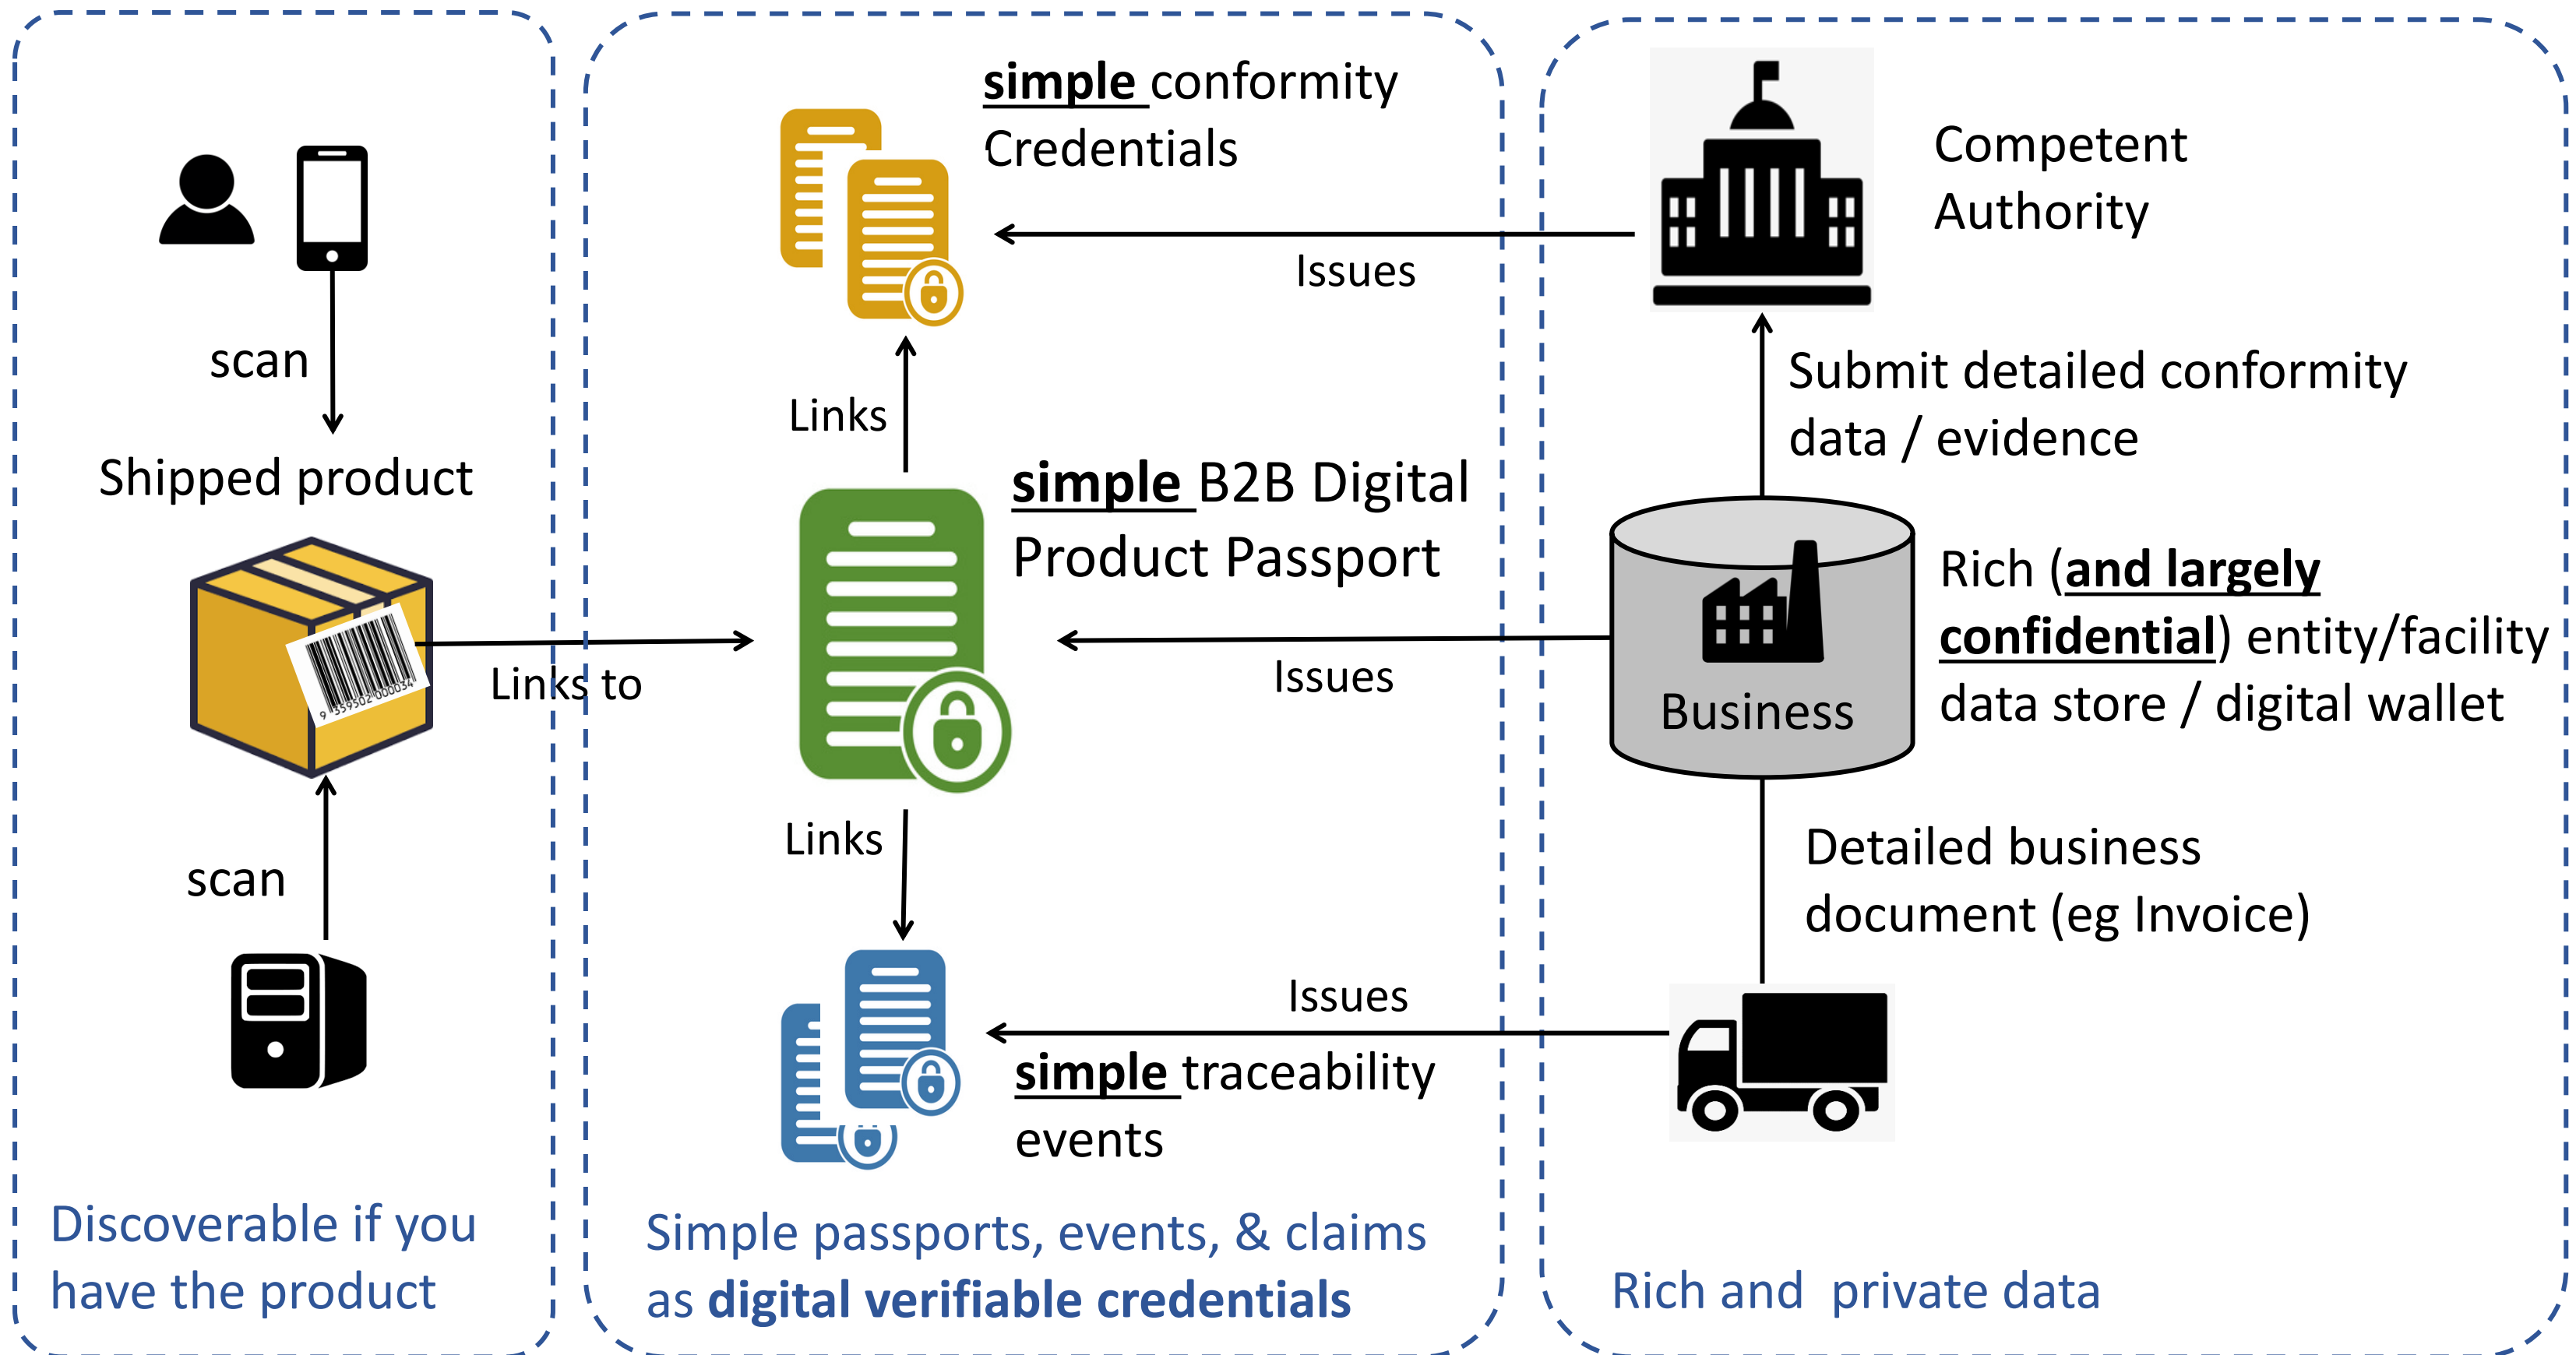 scan
Shipped product
9 359502 000034
Links to
scan
Discoverable if you
have the product
simple conformity
Credentials
Issues
Links
simple B2B Digital
Product Passport
Issues
Links
Issues
simple traceability
events
Simple passports, events, & claims
as digital verifiable credentials
Competent
Authority
Submit detailed conformity
data / evidence
Rich (and largely
confidential) entity/facility
data store / digital wallet
Business
Detailed business
document (eg Invoice)
Rich and  private data